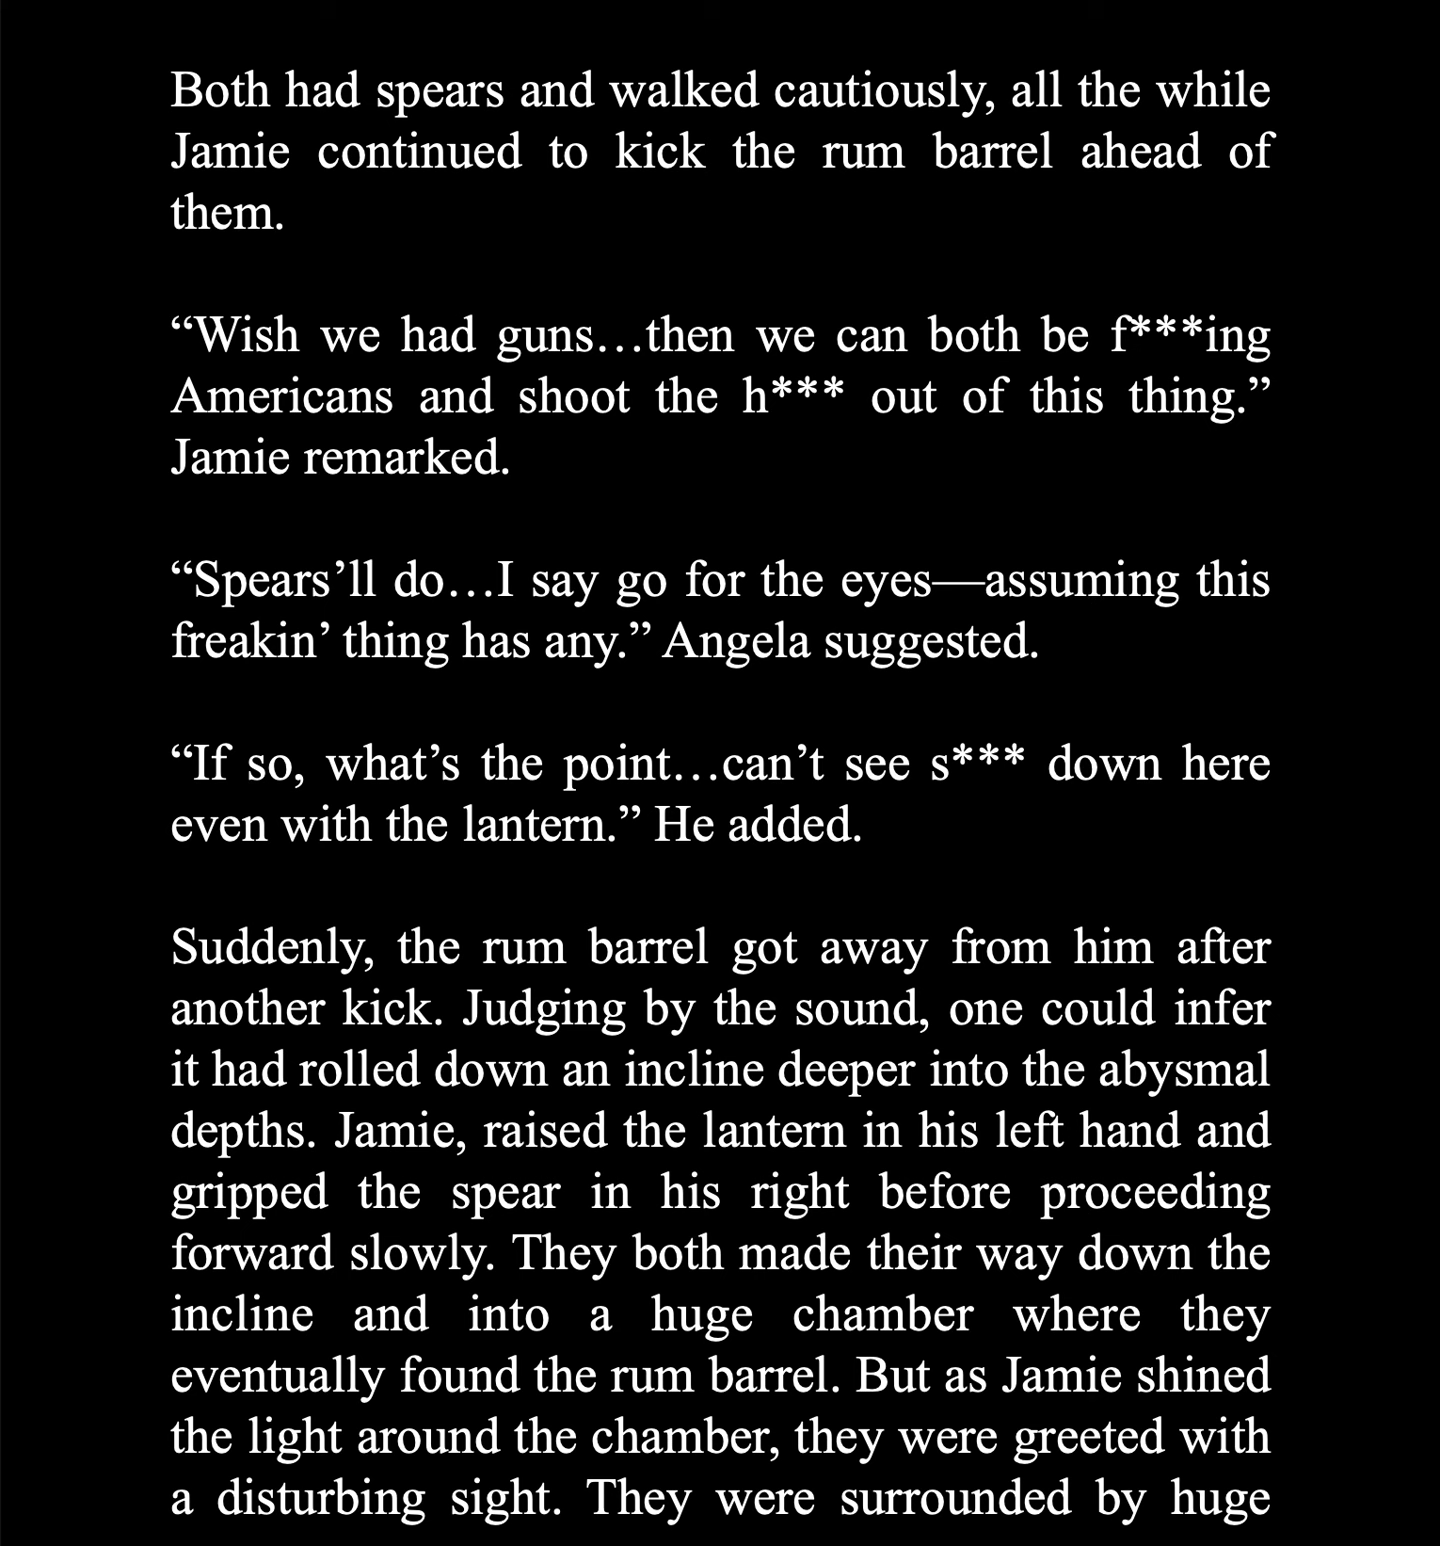 Both had spears and walked cautiously, all the while
Jamie continued to kick the rum barrel ahead of
them.
“Wish we had guns…then we can both be f***ing
Americans and shoot the h*** out of this thing.”
Jamie remarked.
“Spears’ll do…I say go for the eyes—assuming this
freakin’ thing has any.” Angela suggested.
“If so, what’s the point…can’t see s*** down here
even with the lantern.” He added.
Suddenly, the rum barrel got away from him after
another kick. Judging by the sound, one could infer
it had rolled down an incline deeper into the abysmal
depths. Jamie, raised the lantern in his left hand and
gripped the spear in his right before proceeding
forward slowly. They both made their way down the
incline and into a huge chamber where they
eventually found the rum barrel. But as Jamie shined
the light around the chamber, they were greeted with
a disturbing sight. They were surrounded by huge